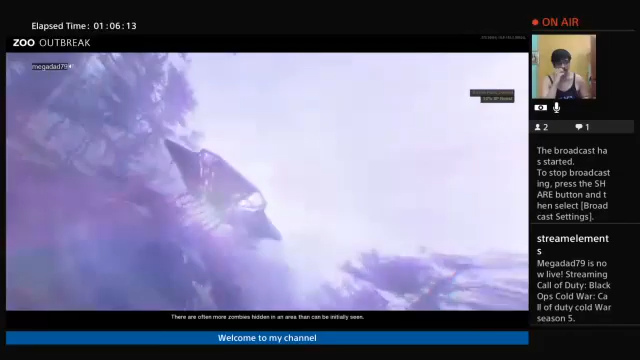 Elapsed Time: 01:06:13
ON AIR
ZOO OUTBREAK
megadad79
2
1
The broadcast ha
s started.
To stop broadcast
ing, press the SH
ARE button and t
hen select [Broad
cast Settings].
streamelement
s
Megadad79 is no
w live! Streaming
Call of Duty: Black
Ops Cold War: Ca
ll of duty cold War
season 5.
There are often more zombies hidden in an area than can be initially seen.
Welcome to my channel